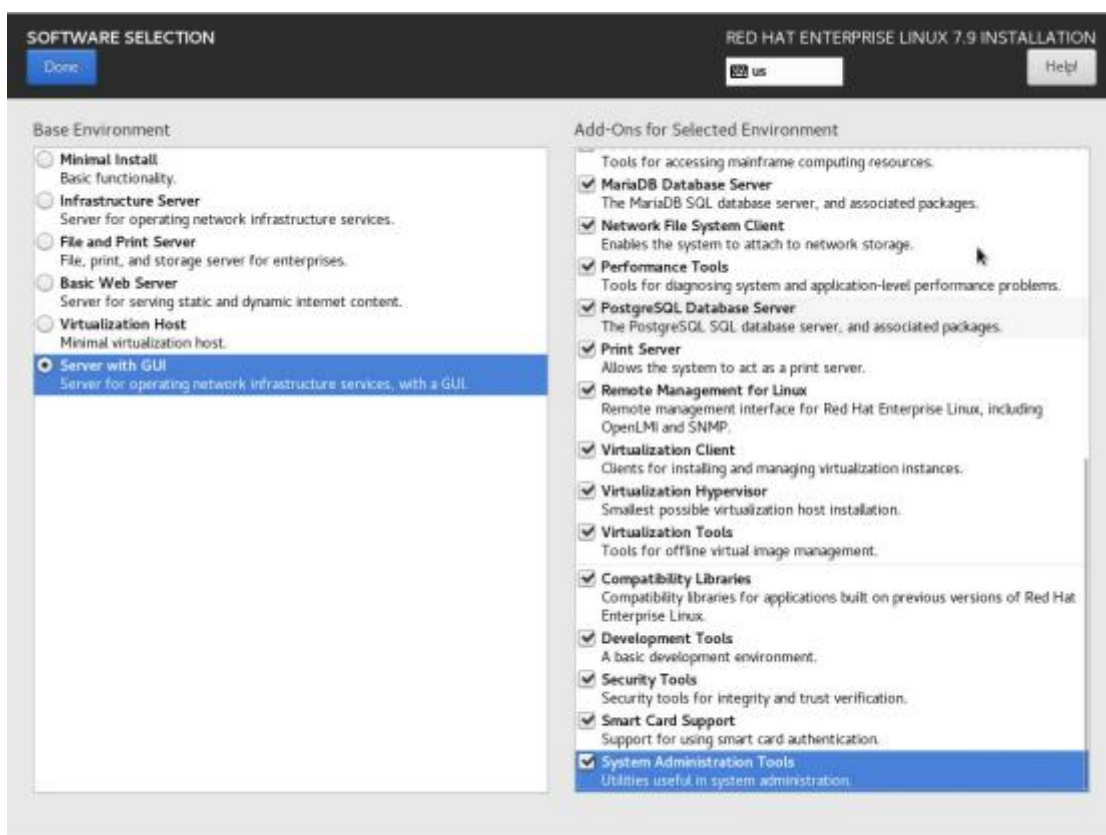 SOFTWARE SELECTION
Done
RED HAT ENTERPRISE LINUX 7.9 INSTALLATION
us
Help!
Base Environment
Minimal Install
Basic functionality.
Infrastructure Server
Server for operating network infrastructure services.
File and Print Server
File, print, and storage server for enterprises.
Basic Web Server
Server for serving static and dynamic internet content.
Virtualization Host
Minimal virtualization host.
Server with GUI
Server for operating network infrastructure services, with a GUI.
Add-Ons for Selected Environment
Tools for accessing mainframe computing resources.
MariaDB Database Server
The MariaDB SQL database server, and associated packages.
Network File System Client
Enables the system to attach to network storage.
Performance Tools
Tools for diagnosing system and application-level performance problems.
PostgreSQL Database Server
The PostgreSQL SQL database server, and associated packages.
Print Server
Allows the system to act as a print server.
Remote Management for Linux
Remote management interface for Red Hat Enterprise Linux, including
OpenLMI and SNMP.
Virtualization Client
Clients for installing and managing virtualization instances.
Virtualization Hypervisor
Smallest possible virtualization host installation.
Virtualization Tools
Tools for offline virtual image management.
Compatibility Libraries
Compatibility libraries for applications built on previous versions of Red Hat
Enterprise Linux.
Development Tools
A basic development environment.
Security Tools
Security tools for integrity and trust verification.
Smart Card Support
Support for using smart card authentication.
System Administration Tools
Utilities useful in system administration.